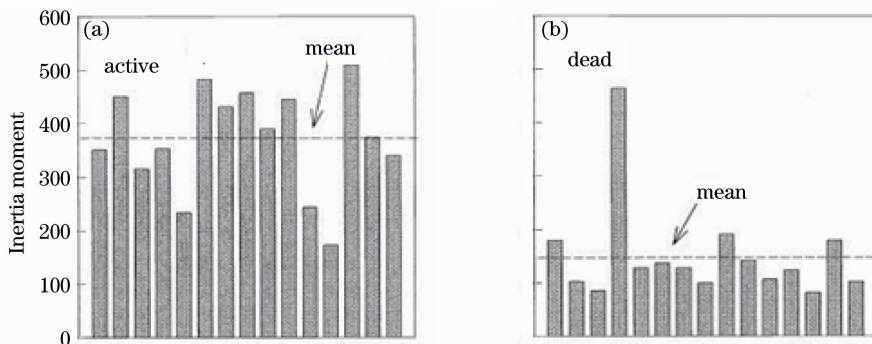 600
(a)
(b)
mean
active
dead
500
400
300
mean
200
100
0
Inertia moment